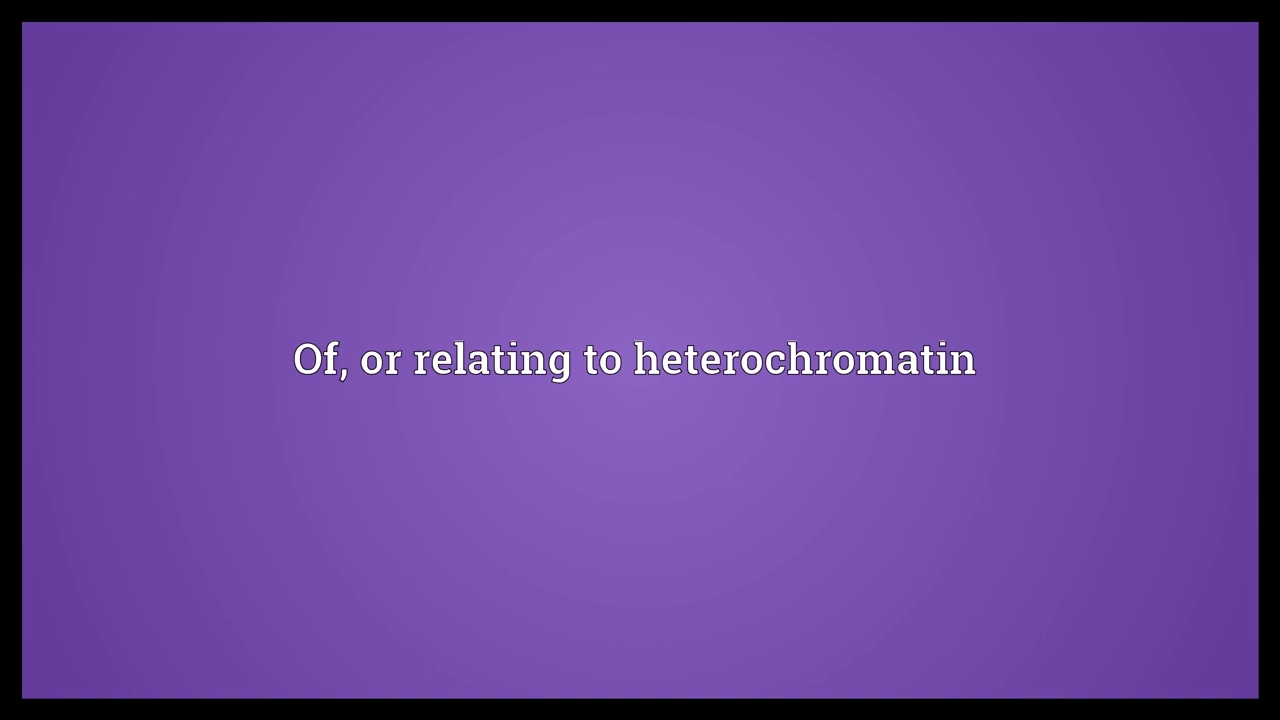 Of, or relating to heterochromatin